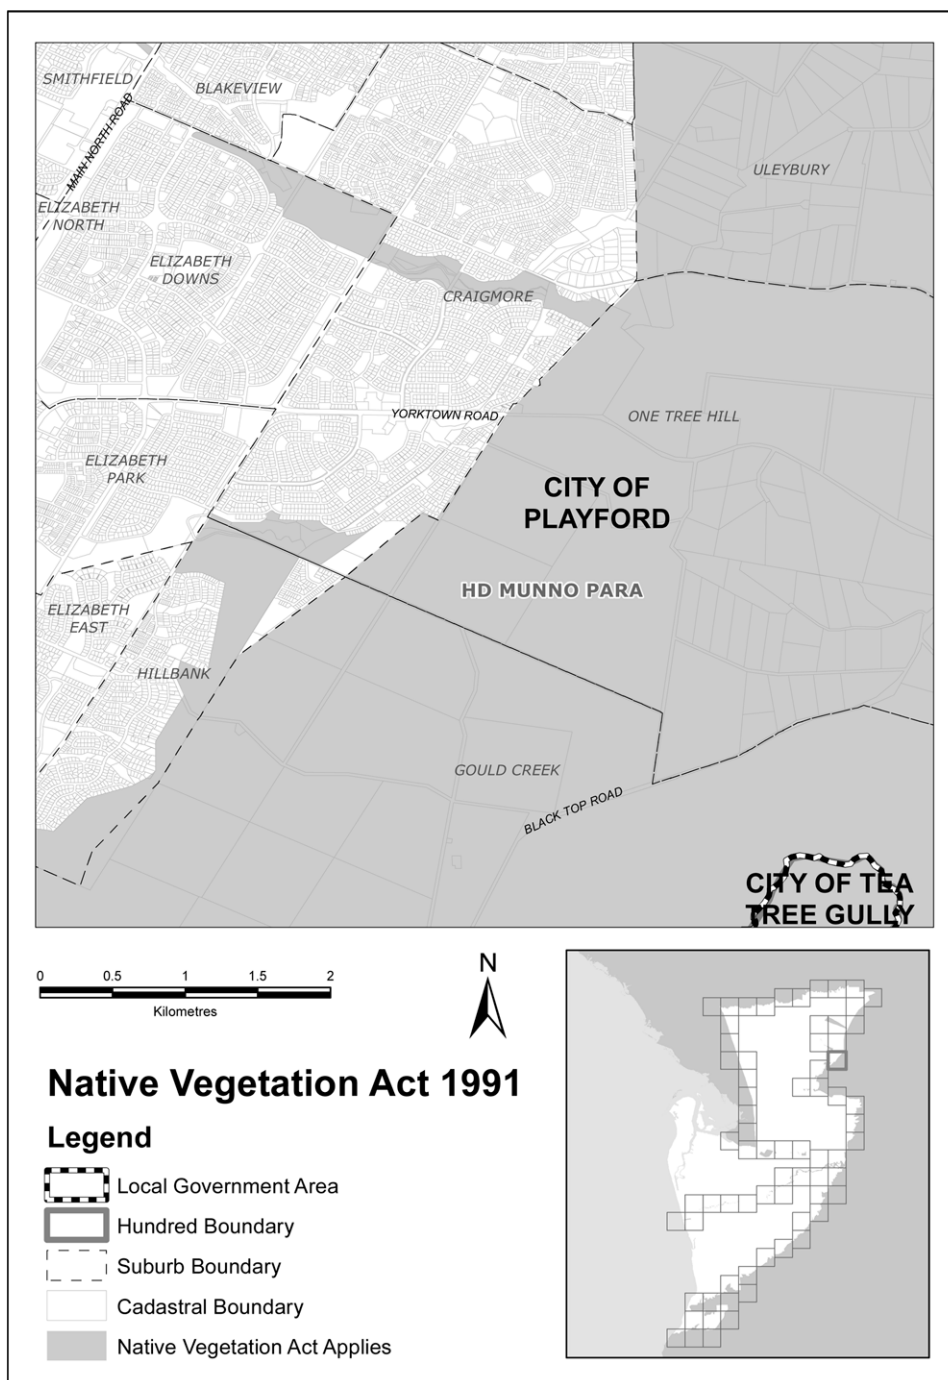 SMITHFIELD
BLAKEVIEW
MAIN NORTH ROAD
ULEYBURY
ELIZABETH
NORTH
ELIZABETH
DOWNS
CRAIGMORE
YORKTOWN ROAD
ONE TREE HILL
ELIZABETH
PARK
CITY OF
PLAYFORD
HD MUNNO PARA
ELIZABETH
EAST
HILLBANK
GOULD CREEK
BLACK TOP ROAD
CITY OF TEA
TREE GULLY
0 0.5 1 1.5 2
Kilometres
N
Native Vegetation Act 1991
Legend
Local Government Area
Hundred Boundary
Suburb Boundary
Cadastral Boundary
Native Vegetation Act Applies